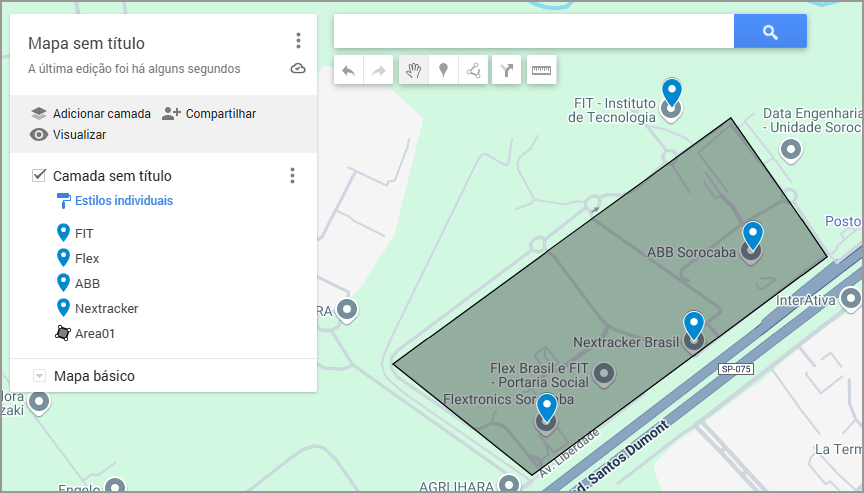 Mapa sem título
A última edição foi há alguns segundos
Adicionar camada
Compartilhar
Visualizar
Camada sem título
Estilos individuais
FIT
Flex
ABB
Nextracker
Area01
Mapa básico
FIT - Instituto
de Tecnologia
Data Engenharia
- Unidade Soroc
Posto
ABB Sorocaba
InterAtiva
RA
Nextracker Brasil
SP-075
Flex Brasil e FIT
- Portaria Social
Flextronics Sorocaba
Av. Liberdade
d. Santos Dumont
La Term
dora
zaki
AGRI IHARA
Engelo